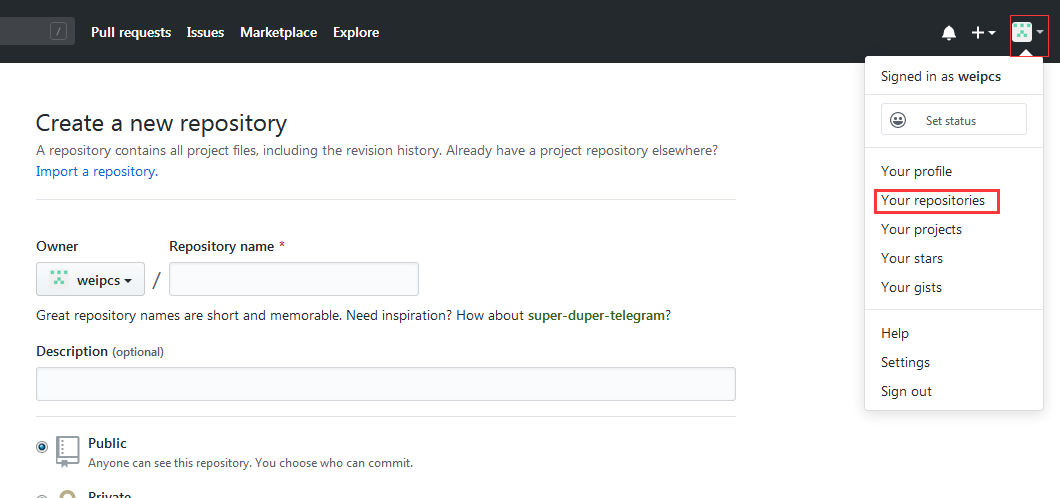 / Pull requests Issues Marketplace Explore
Signed in as weipcs
Set status
Your profile
Your repositories
Your projects
Your stars
Your gists
Help
Settings
Sign out
Create a new repository
A repository contains all project files, including the revision history. Already have a project repository elsewhere?
Import a repository.
Owner Repository name *
weipcs /
Great repository names are short and memorable. Need inspiration? How about super-duper-telegram?
Description (optional)
Public
Anyone can see this repository. You choose who can commit.
Private